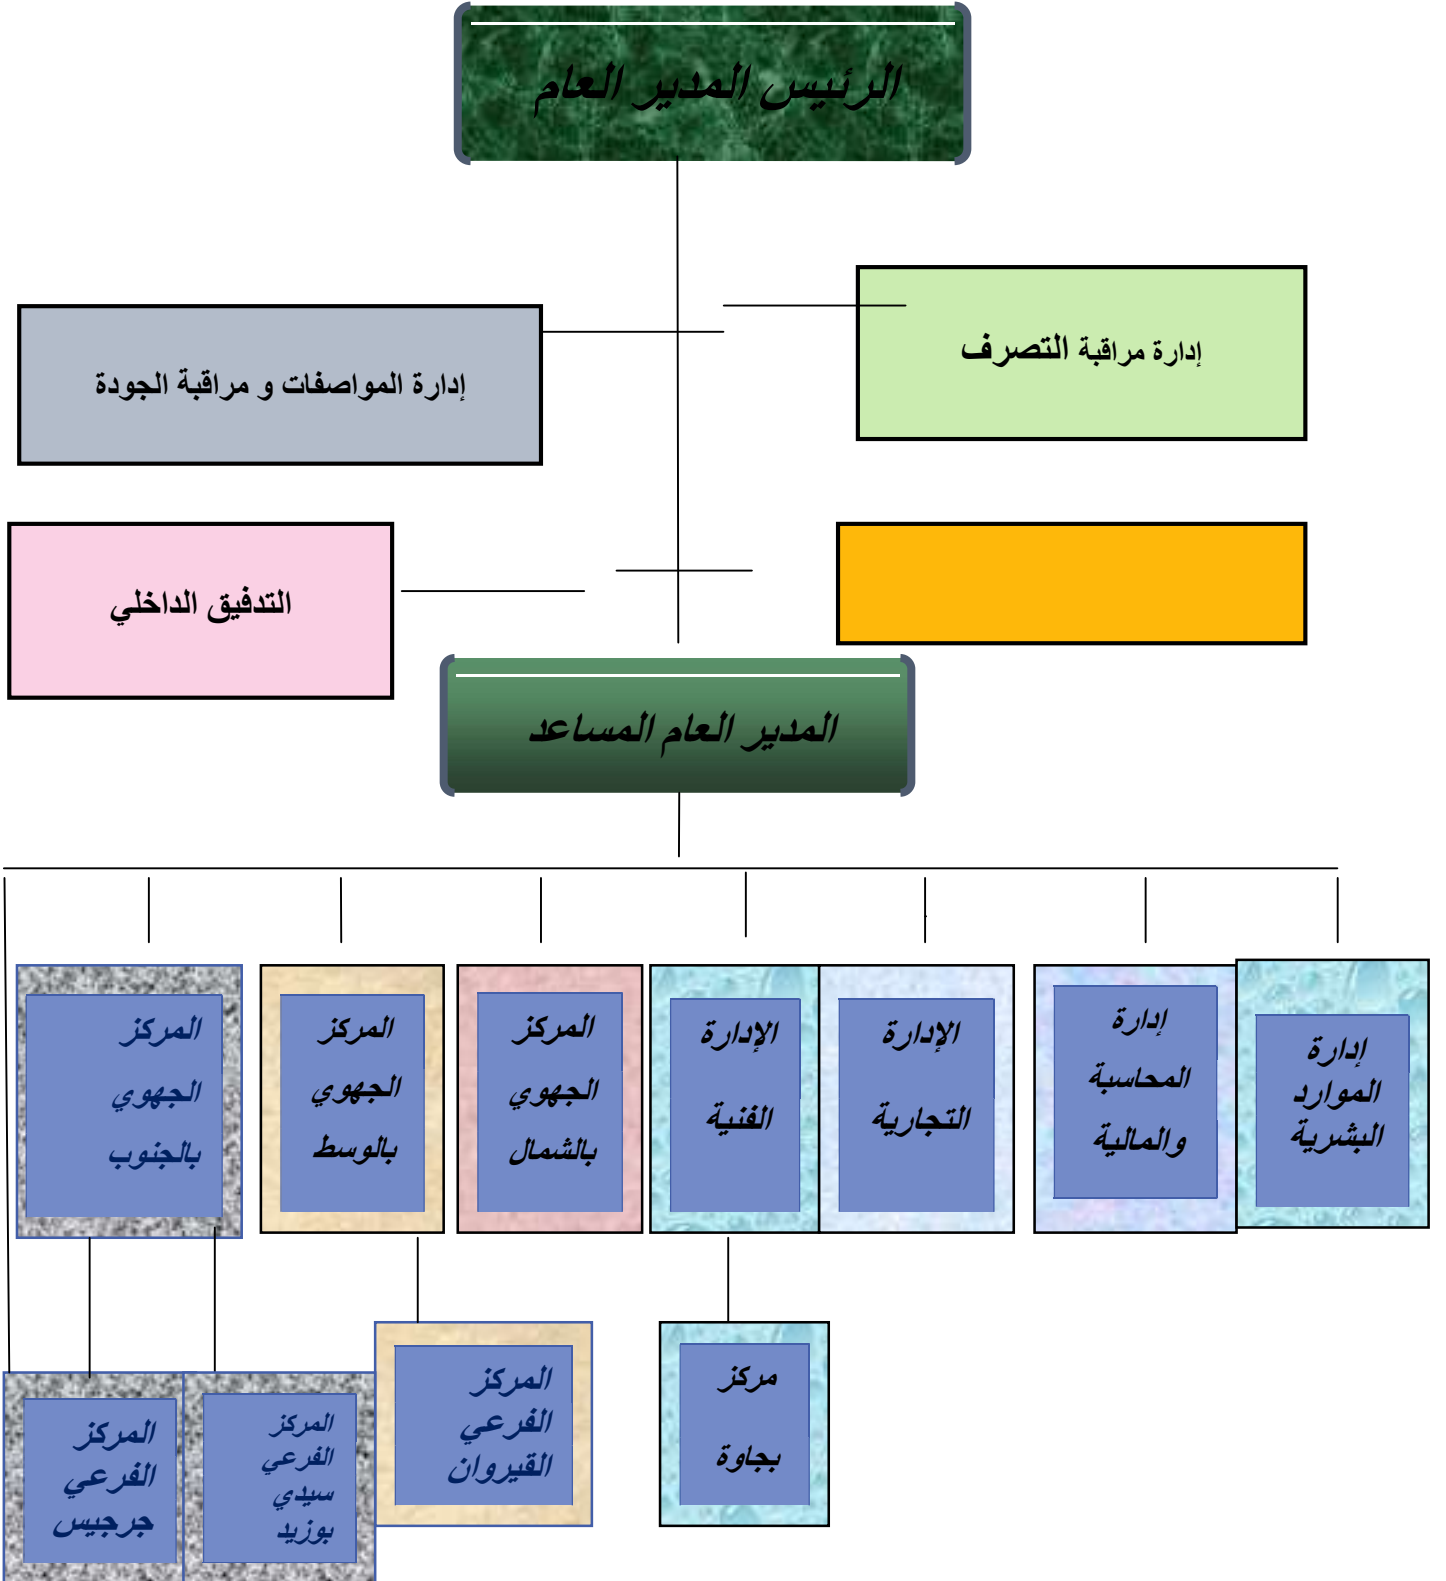 الرئيس المدير العام
إدارة مراقبة التصرف
إدارة المواصفات و مراقبة الجودة
التدفيق الداخلي
المدير العام المساعد
إدارة
الموارد
البشرية
إدارة
المحاسبة
والمالية
الإدارة
التجارية
الإدارة
الفنية
المركز
الجهوي
بالشمال
المركز
الجهوي
بالوسط
المركز
الجهوي
بالجنوب
مركز
بجاوة
المركز
الفرعي
القيروان
المركز
الفرعي
سيدي
بوزيد
المركز
الفرعي
جرجيس